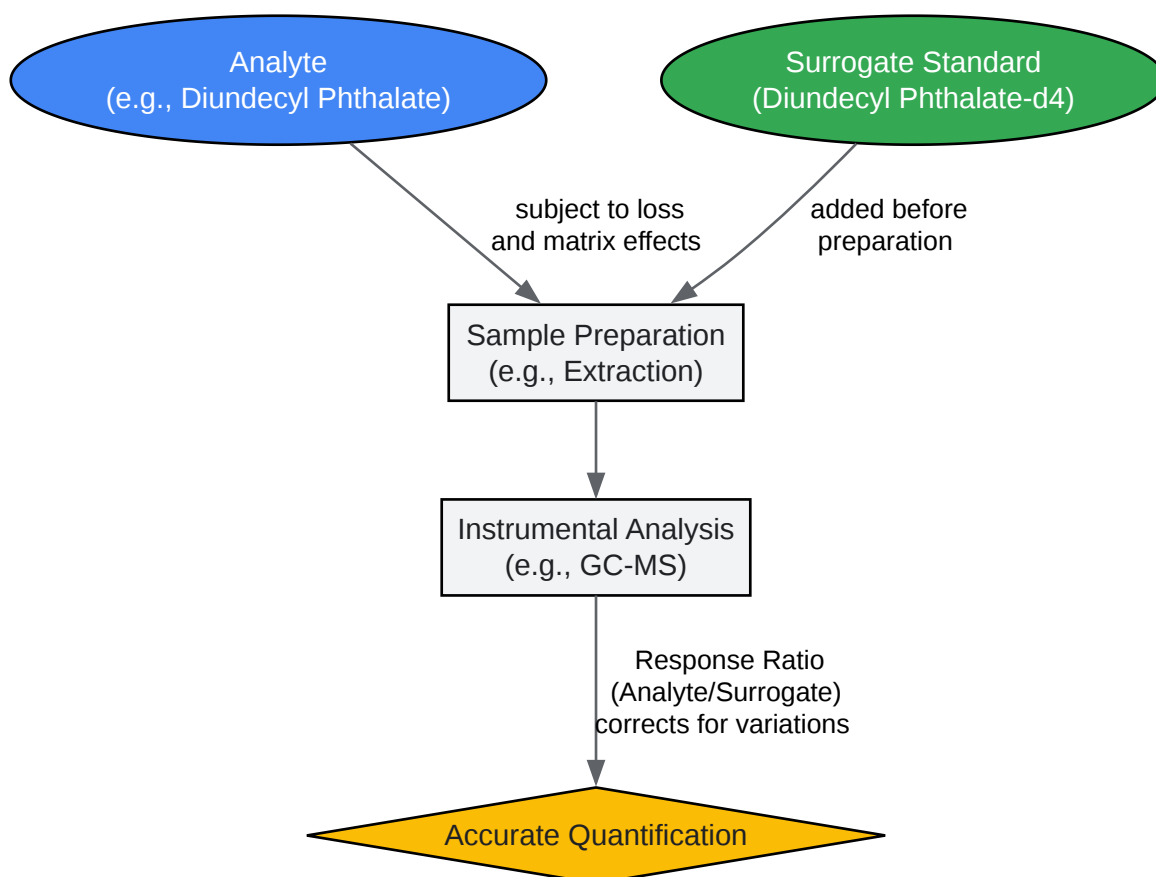 Analyte
(e.g., Diundecyl Phthalate)
Surrogate Standard
(Diundecyl Phthalate-d4)
subject to loss
and matrix effects
added before
preparation
Sample Preparation
(e.g., Extraction)
Instrumental Analysis
(e.g., GC-MS)
Response Ratio
(Analyte/Surrogate)
corrects for variations
Accurate Quantification